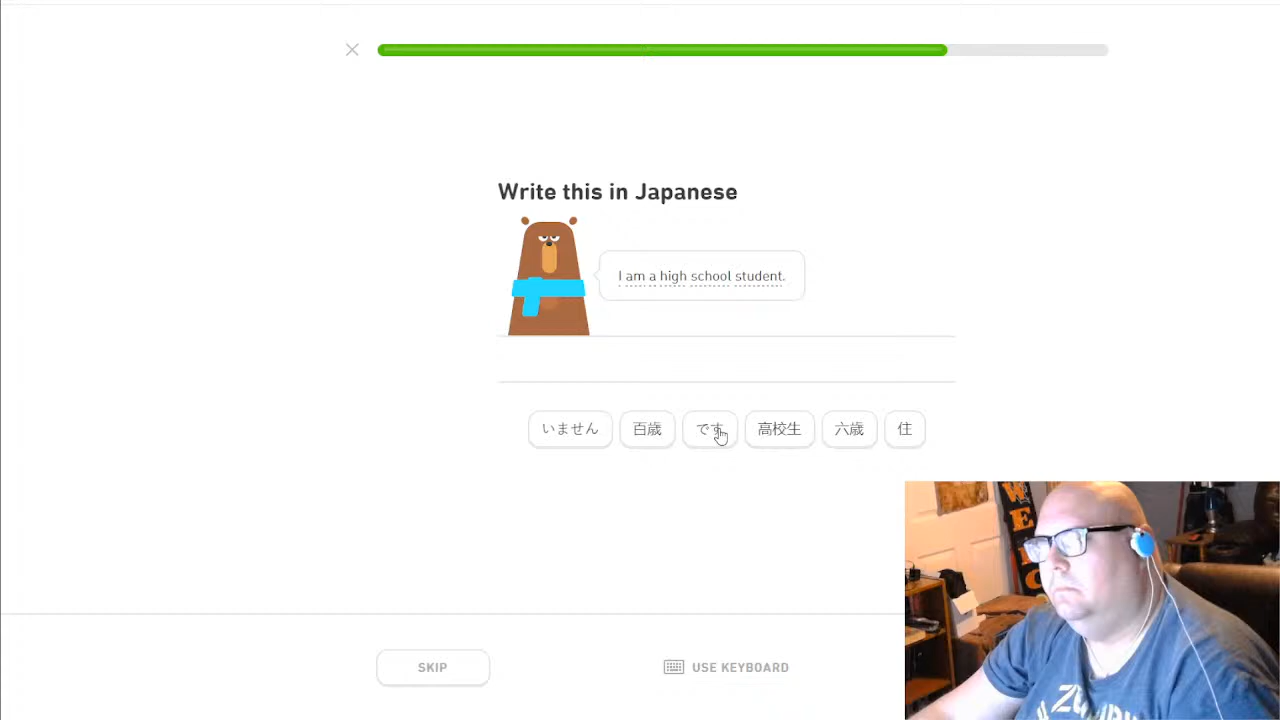 Write this in Japanese
I am a high school student.
いません 百歳 です 高校生 六歳 住
SKIP
USE KEYBOARD